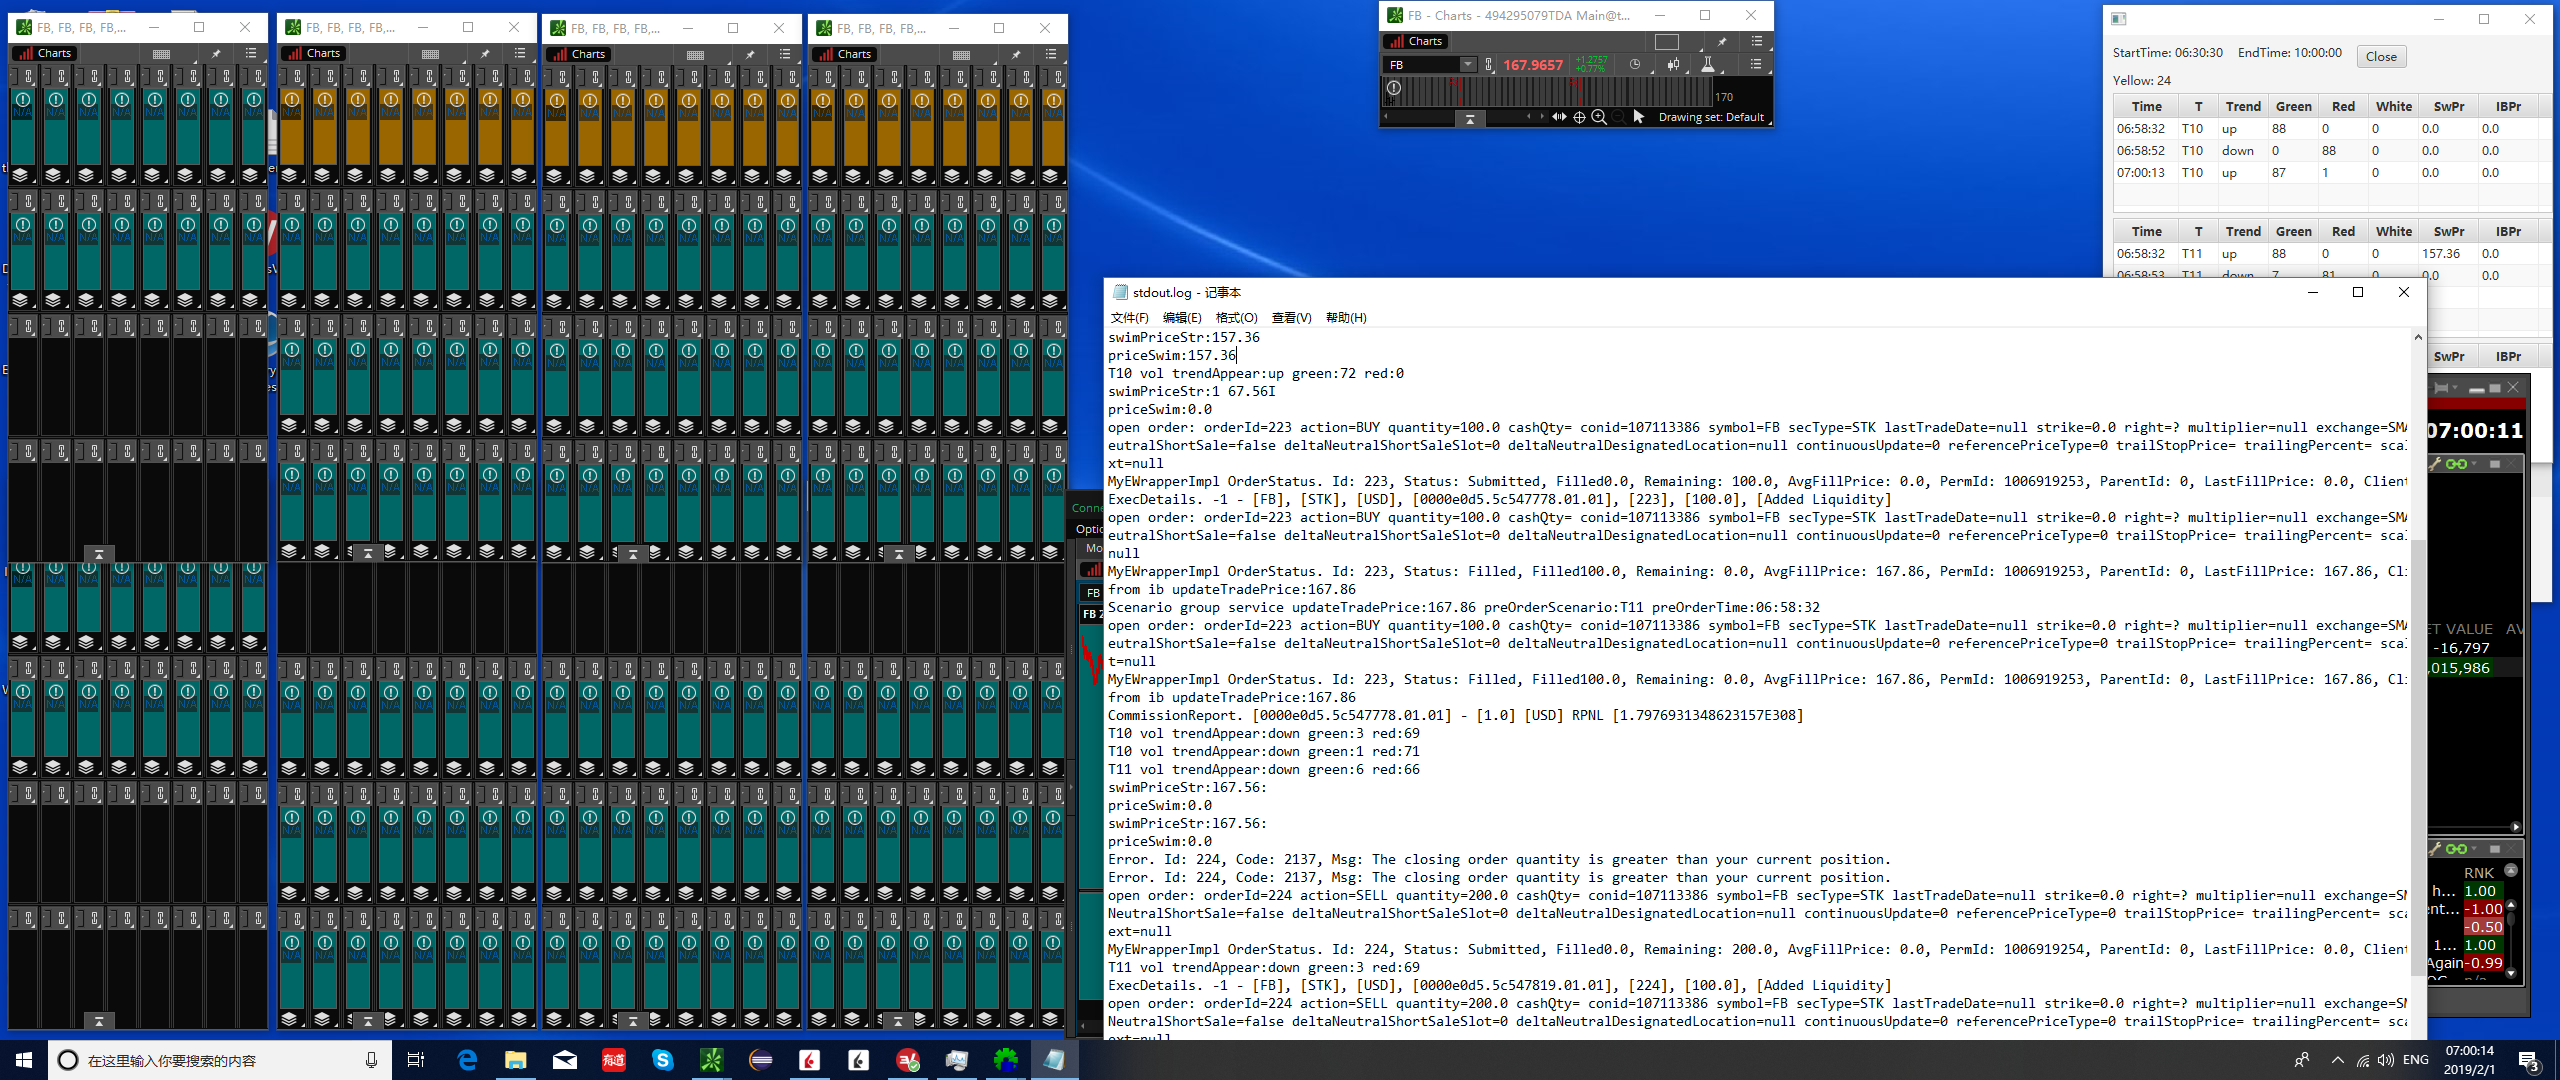 FB, FB, FB, FB,...
Charts
FB, FB, FB, FB,...
Charts
FB, FB, FB, FB,...
Charts
FB, FB, FB, FB,...
Charts
FB - Charts - 494295079TDA Main@t...
Charts
FB
167.9657
+1.2757
+0.77%
170
Drawing set: Default
StartTime: 06:30:30 EndTime: 10:00:00 Close
Yellow: 24
Time T Trend Green Red White SwPr IBPr
06:58:32 T10 up 88 0 0 0.0 0.0
06:58:52 T10 down 0 88 0 0.0 0.0
07:00:13 T10 up 87 1 0 0.0 0.0
Time T Trend Green Red White SwPr IBPr
06:58:32 T11 up 88 0 0 157.36 0.0
06:58:53 T11 down 7 81 0 0.0 0.0
SwPr IBPr
stdout.log - 记事本
文件(F) 编辑(E) 格式(O) 查看(V) 帮助(H)
swimPriceStr:157.36
priceSwim:157.36
T10 vol trendAppear:up green:72 red:0
swimPriceStr:1 67.56I
priceSwim:0.0
open order: orderId=223 action=BUY quantity=100.0 cashQty= conid=107113386 symbol=FB secType=STK lastTradeDate=null strike=0.0 right=? multiplier=null exchange=SMA
eutralShortSale=false deltaNeutralShortSaleSlot=0 deltaNeutralDesignatedLocation=null continuousUpdate=0 referencePriceType=0 trailStopPrice= trailingPercent= scal
xt=null
MyEWrapperImpl OrderStatus. Id: 223, Status: Submitted, Filled0.0, Remaining: 100.0, AvgFillPrice: 0.0, PermId: 1006919253, ParentId: 0, LastFillPrice: 0.0, Client
ExecDetails. -1 - [FB], [STK], [USD], [0000e0d5.5c547778.01.01], [223], [100.0], [Added Liquidity]
open order: orderId=223 action=BUY quantity=100.0 cashQty= conid=107113386 symbol=FB secType=STK lastTradeDate=null strike=0.0 right=? multiplier=null exchange=SMA
eutralShortSale=false deltaNeutralShortSaleSlot=0 deltaNeutralDesignatedLocation=null continuousUpdate=0 referencePriceType=0 trailStopPrice= trailingPercent= scal
null
MyEWrapperImpl OrderStatus. Id: 223, Status: Filled, Filled100.0, Remaining: 0.0, AvgFillPrice: 167.86, PermId: 1006919253, ParentId: 0, LastFillPrice: 167.86, Cli
from ib updateTradePrice:167.86
Scenario group service updateTradePrice:167.86 preOrderScenario:T11 preOrderTime:06:58:32
open order: orderId=223 action=BUY quantity=100.0 cashQty= conid=107113386 symbol=FB secType=STK lastTradeDate=null strike=0.0 right=? multiplier=null exchange=SMA
eutralShortSale=false deltaNeutralShortSaleSlot=0 deltaNeutralDesignatedLocation=null continuousUpdate=0 referencePriceType=0 trailStopPrice= trailingPercent= scal
t=null
MyEWrapperImpl OrderStatus. Id: 223, Status: Filled, Filled100.0, Remaining: 0.0, AvgFillPrice: 167.86, PermId: 1006919253, ParentId: 0, LastFillPrice: 167.86, Cli
from ib updateTradePrice:167.86
CommissionReport. [0000e0d5.5c547778.01.01] - [1.0] [USD] RPNL [1.7976931348623157E308]
T10 vol trendAppear:down green:3 red:69
T10 vol trendAppear:down green:1 red:71
T11 vol trendAppear:down green:6 red:66
swimPriceStr:l67.56:
priceSwim:0.0
swimPriceStr:l67.56:
priceSwim:0.0
Error. Id: 224, Code: 2137, Msg: The closing order quantity is greater than your current position.
Error. Id: 224, Code: 2137, Msg: The closing order quantity is greater than your current position.
open order: orderId=224 action=SELL quantity=200.0 cashQty= conid=107113386 symbol=FB secType=STK lastTradeDate=null strike=0.0 right=? multiplier=null exchange=SM
NeutralShortSale=false deltaNeutralShortSaleSlot=0 deltaNeutralDesignatedLocation=null continuousUpdate=0 referencePriceType=0 trailStopPrice= trailingPercent= sca
ext=null
MyEWrapperImpl OrderStatus. Id: 224, Status: Submitted, Filled0.0, Remaining: 200.0, AvgFillPrice: 0.0, PermId: 1006919254, ParentId: 0, LastFillPrice: 0.0, Client
T11 vol trendAppear:down green:3 red:69
ExecDetails. -1 - [FB], [STK], [USD], [0000e0d5.5c547819.01.01], [224], [100.0], [Added Liquidity]
open order: orderId=224 action=SELL quantity=200.0 cashQty= conid=107113386 symbol=FB secType=STK lastTradeDate=null strike=0.0 right=? multiplier=null exchange=SM
NeutralShortSale=false deltaNeutralShortSaleSlot=0 deltaNeutralDesignatedLocation=null continuousUpdate=0 referencePriceType=0 trailStopPrice= trailingPercent= sca
ext=null
Conne
Optic
Mo
FB
FB 2
07:00:11
ET VALUE AV
-16,797
,015,986
RNK
h... 1.00
ent... -1.00
-0.50
1... 1.00
Again -0.99
在这里输入你要搜索的内容
有道
ENG
07:00:14
2019/2/1
3